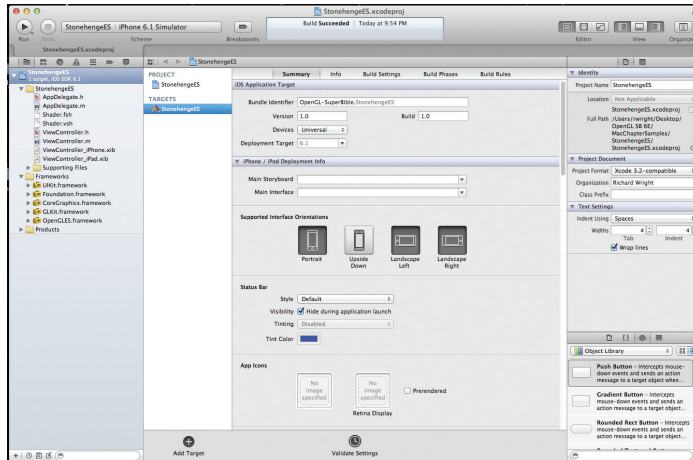 StonehengeES.xcodeproj
Run
Stop
StonehengeES
iPhone 6.1 Simulator
Scheme
Breakpoints
Build Succeeded | Today at 9:54 PM
Editor
View
Organiz
StonehengeES.xcodeproj
StonehengeES
1 target, iOS SDK 6.1
StonehengeES
AppDelegate.h
AppDelegate.m
Shader.fsh
Shader.vsh
ViewController.h
ViewController.m
ViewController_iPhone.xib
ViewController_iPad.xib
Supporting Files
Frameworks
UIKit.framework
Foundation.framework
CoreGraphics.framework
GLKit.framework
OpenGLES.framework
Products
StonehengeES
PROJECT
StonehengeES
TARGETS
StonehengeES
Summary
Info
Build Settings
Build Phases
Build Rules
iOS Application Target
Bundle Identifier OpenGL-SuperBible.StonehengeES
Version 1.0
Build 1.0
Devices Universal
Deployment Target 6.1
iPhone / iPod Deployment Info
Main Storyboard
Main Interface
Supported Interface Orientations
Portrait
Upside
Down
Landscape
Left
Landscape
Right
Status Bar
Style Default
Visibility Hide during application launch
Tinting Disabled
Tint Color
App Icons
No
image
specified
No
image
specified
Prerendered
Retina Display
Add Target
Validate Settings
Identity
Project Name StonehengeES
Location Not Applicable
StonehengeES.xcodeproj
Full Path /Users/rwright/Desktop/
OpenGL SB 6E/
MacChapterSamples/
StonehengeES/
StonehengeES.xcodeproj
Project Document
Project Format Xcode 3.2-compatible
Organization Richard Wright
Class Prefix
Text Settings
Indent Using Spaces
Widths 4 4
Tab Indent
Wrap lines
Object Library
Push Button - Intercepts mouse-
down events and sends an action
message to a target object when...
Gradient Button - Intercepts
mouse-down events and sends an
action message to a target object...
Rounded Rect Button - Intercepts
mouse-down events and sends an
action message to a target object...